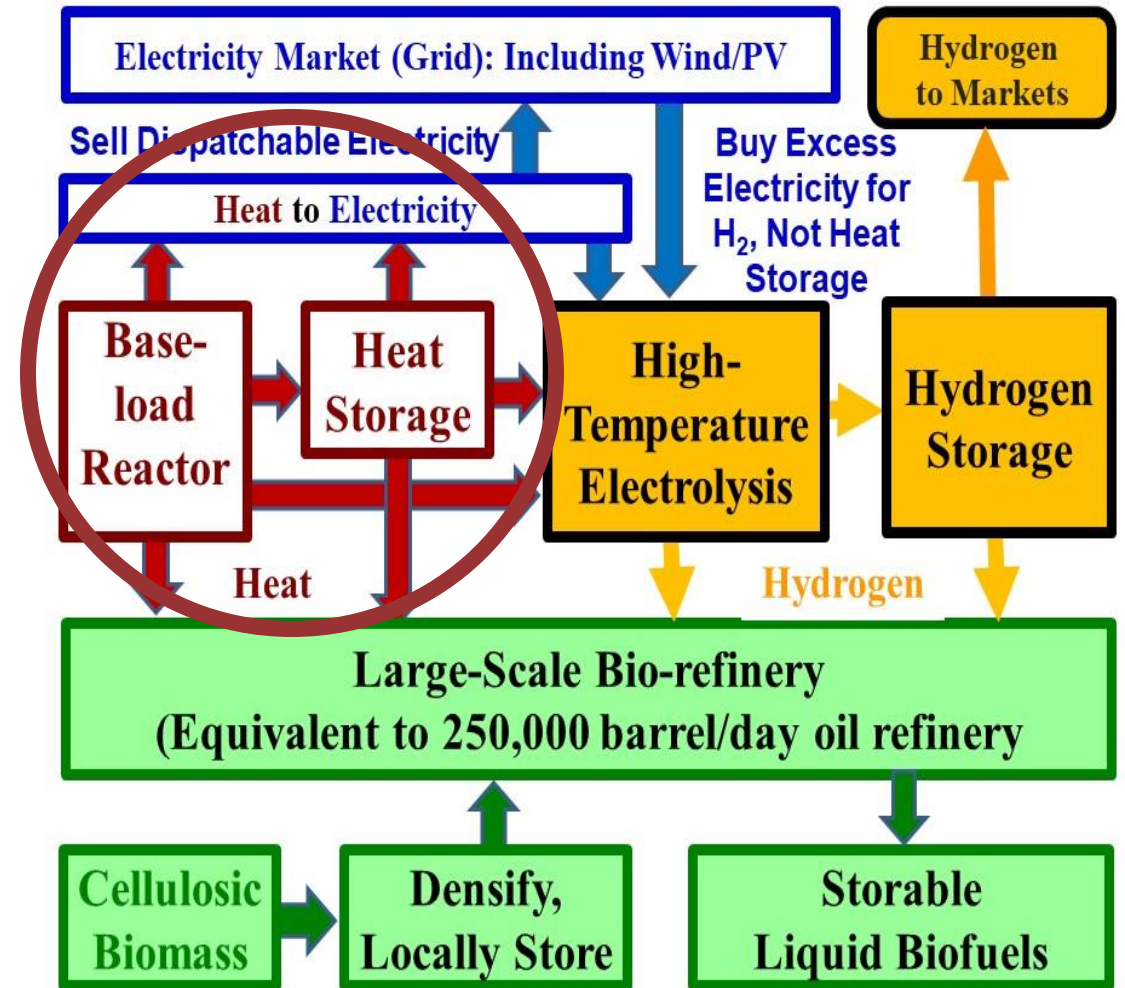 Electricity Market (Grid): Including Wind/PV
Hydrogen
to Markets
Sell Dispatchable Electricity
Buy Excess
Electricity for
H₂, Not Heat
Storage
Heat to Electricity
Base-
load
Reactor
Heat
Storage
High-
Temperature
Electrolysis
Hydrogen
Storage
Heat
Hydrogen
Large-Scale Bio-refinery
(Equivalent to 250,000 barrel/day oil refinery
Cellulosic
Biomass
Densify,
Locally Store
Storable
Liquid Biofuels